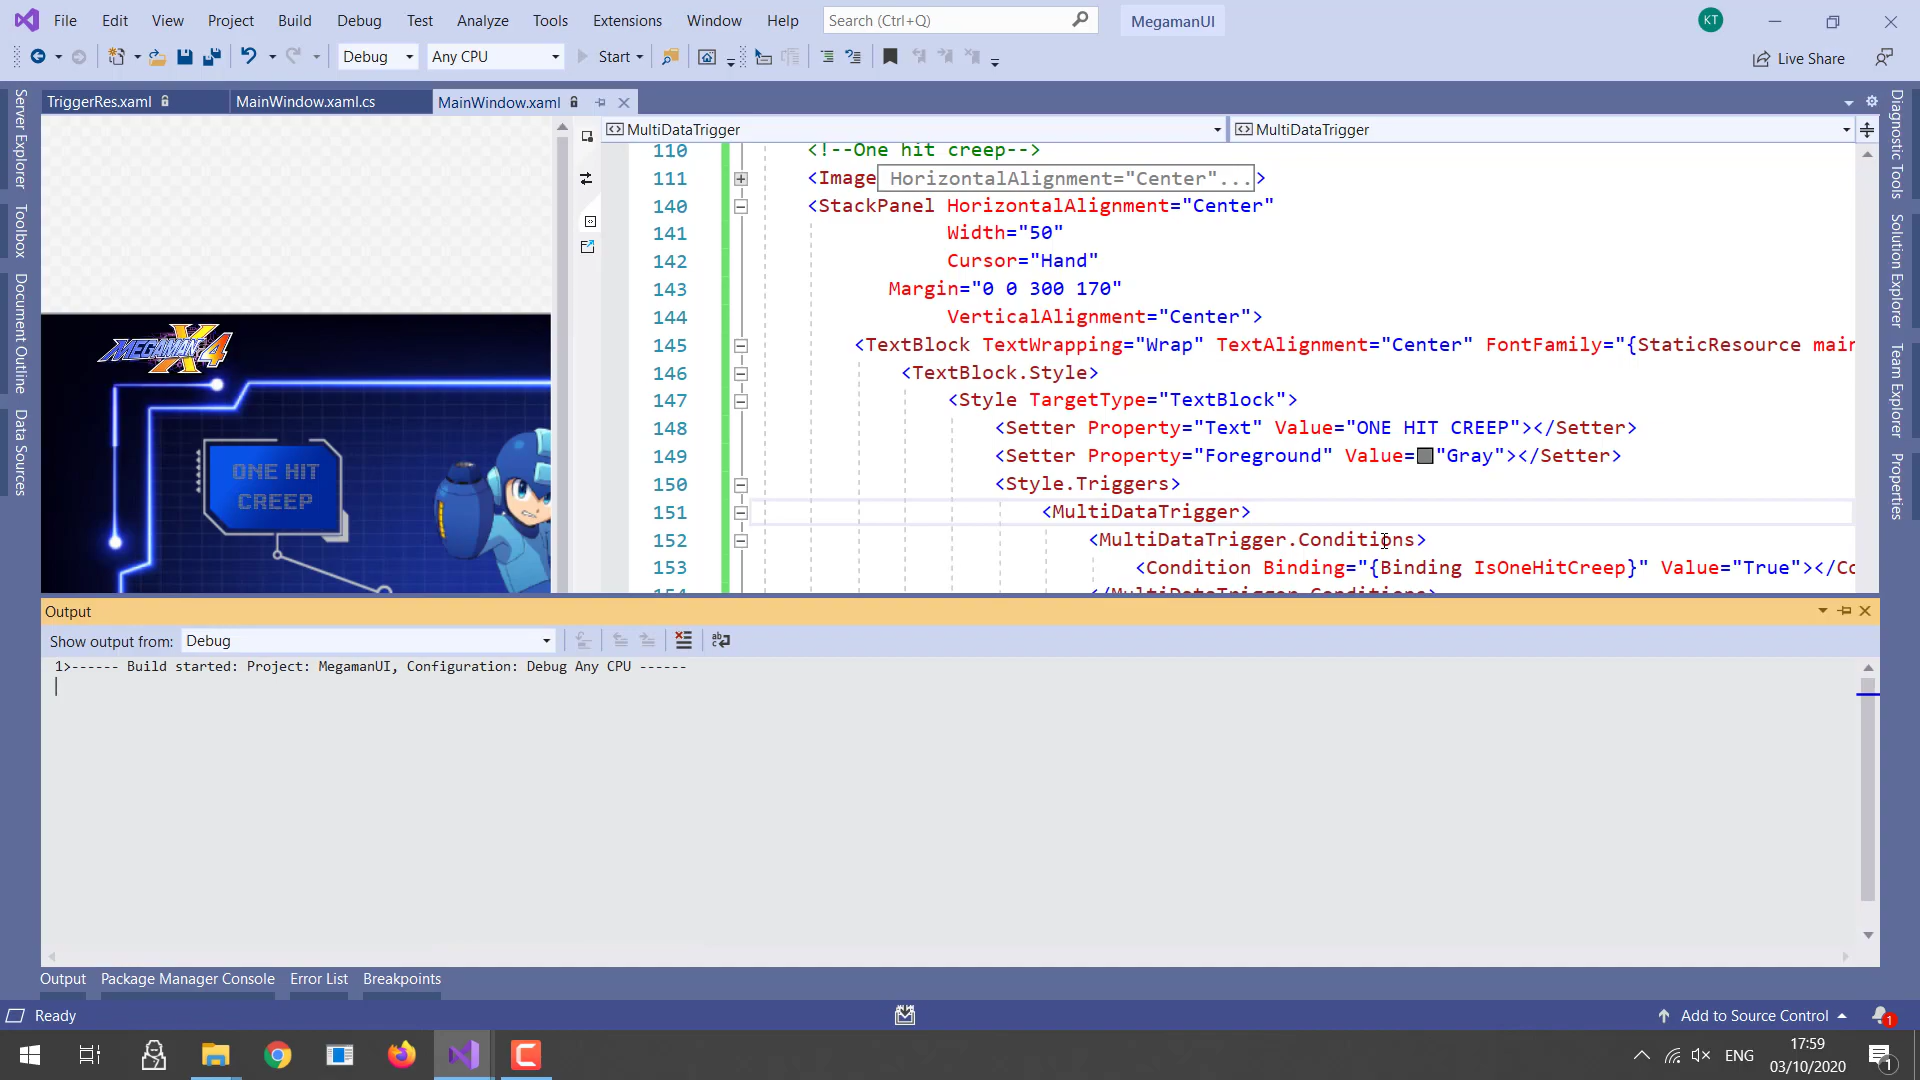 File Edit View Project Build Debug Test Analyze Tools Extensions Window Help Search (Ctrl+Q) MegamanUI KT
Debug Any CPU Start Live Share
TriggerRes.xaml MainWindow.xaml.cs MainWindow.xaml
MultiDataTrigger MultiDataTrigger
Server Explorer
Toolbox
Document Outline
Data Sources
MEGAMAN X4
ONE HIT
CREEP
110 <!--One hit creep-->
111 <Image HorizontalAlignment="Center"...>
140 <StackPanel HorizontalAlignment="Center"
141 Width="50"
142 Cursor="Hand"
143 Margin="0 0 300 170"
144 VerticalAlignment="Center">
145 <TextBlock TextWrapping="Wrap" TextAlignment="Center" FontFamily="{StaticResource main
146 <TextBlock.Style>
147 <Style TargetType="TextBlock">
148 <Setter Property="Text" Value="ONE HIT CREEP"></Setter>
149 <Setter Property="Foreground" Value="Gray"></Setter>
150 <Style.Triggers>
151 <MultiDataTrigger>
152 <MultiDataTrigger.Conditions>
153 <Condition Binding="{Binding IsOneHitCreep}" Value="True"></Co
154 </MultiDataTrigger.Conditions>
Diagnostic Tools
Solution Explorer
Team Explorer
Properties
Output
Show output from: Debug
1>------ Build started: Project: MegamanUI, Configuration: Debug Any CPU ------
Output Package Manager Console Error List Breakpoints
Ready Add to Source Control 1
ENG 17:59
03/10/2020 1